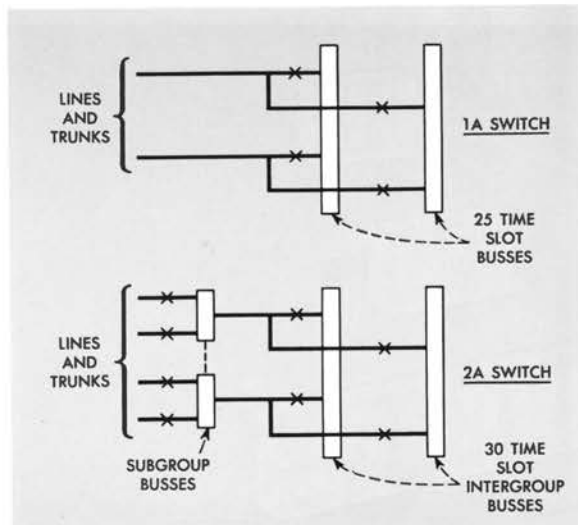 LINES
AND
TRUNKS
1A SWITCH
25 TIME
SLOT
BUSSES
LINES
AND
TRUNKS
2A SWITCH
SUBGROUP
BUSSES
30 TIME
SLOT
INTERGROUP
BUSSES